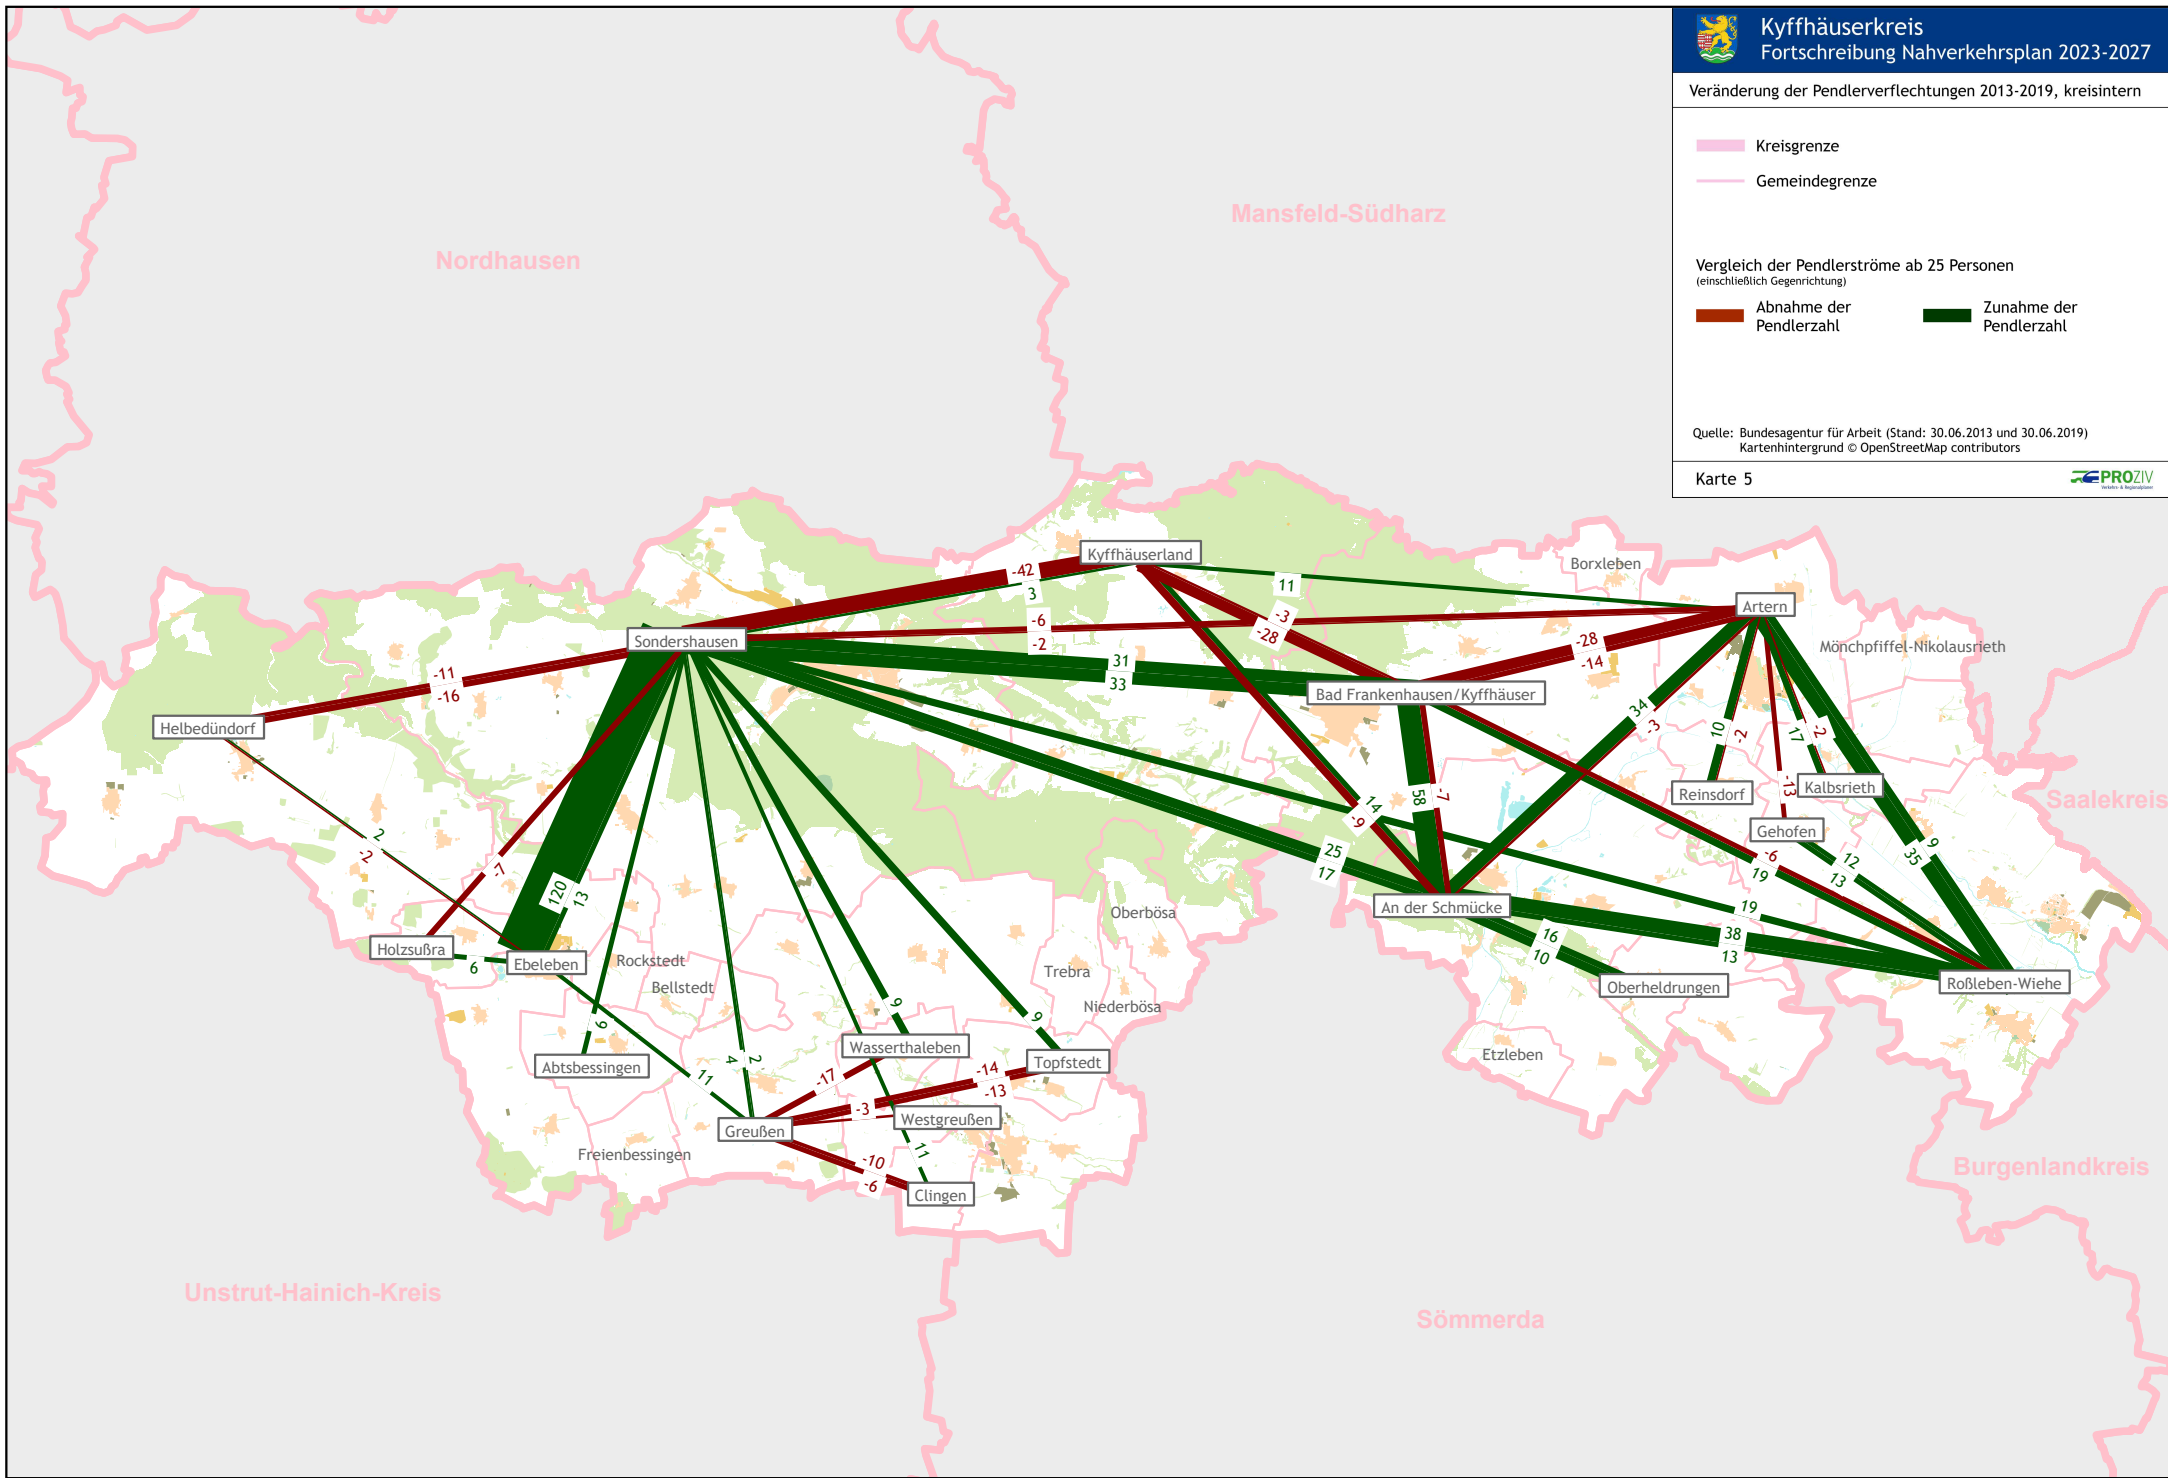 Kyffhäuserkreis
Fortschreibung Nahverkehrsplan 2023-2027
Veränderung der Pendlerverflechtungen 2013-2019, kreisintern
Kreisgrenze
Gemeindegrenze
Vergleich der Pendlerströme ab 25 Personen
(einschließlich Gegenrichtung)
Abnahme der
Pendlerzahl
Zunahme der
Pendlerzahl
Quelle: Bundesagentur für Arbeit (Stand: 30.06.2013 und 30.06.2019)
Kartenhintergrund © OpenStreetMap contributors
Karte 5
PROZIV
Verkehrs- & Regionalplaner
Mansfeld-Südharz
Nordhausen
Kyffhäuserland
Borxleben
-42
3
11
Artern
-6
-2
-3
-28
Sondershausen
-28
-14
Mönchpfiffel-Nikolausrieth
31
33
-11
-16
Bad Frankenhausen/Kyffhäuser
Helbedündorf
34
-3
10
-2
17
-2
58
-7
-13
Reinsdorf
Kalbsrieth
Saalekreis
14
-9
Gehofen
2
-2
25
17
-6
19
12
13
9
35
-7
120
13
An der Schmücke
19
Oberbösa
16
10
38
13
Holzsußra
6
Ebeleben
Rockstedt
Bellstedt
Trebra
Niederbösa
Oberheldrungen
Roßleben-Wiehe
9
9
6
Wasserthaleben
Etzleben
Abtsbessingen
4
2
Topfstedt
11
-17
-14
-13
-3
Westgreußen
Greußen
Freienbessingen
11
-10
-6
Clingen
Burgenlandkreis
Unstrut-Hainich-Kreis
Sömmerda